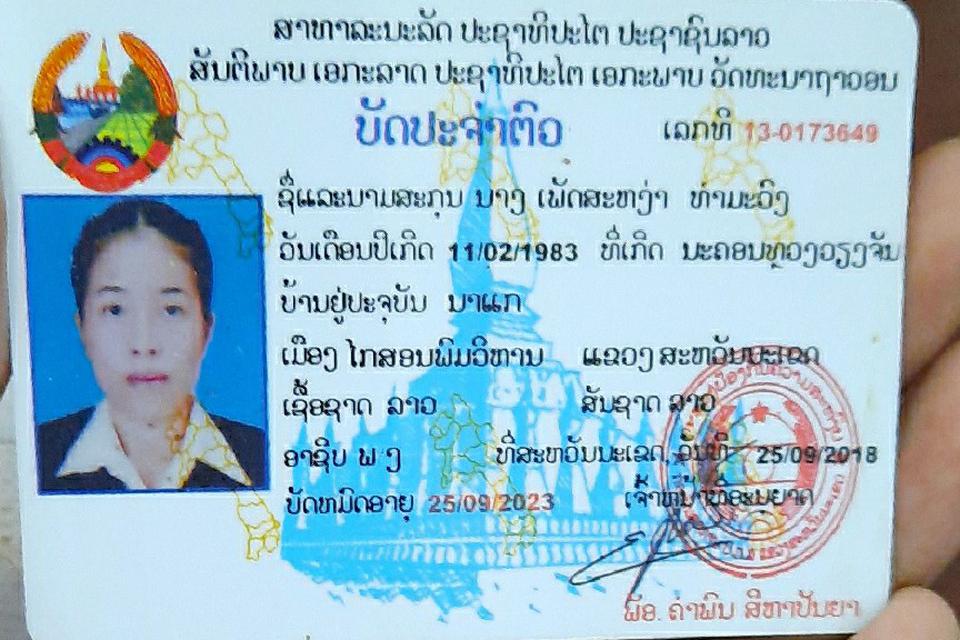 ສາທາລະນະລັດ ປະຊາທິປະໄຕ ປະຊາຊົນລາວ
ສັນຕິພາບ ເອກະລາດ ປະຊາທິປະໄຕ ເອກະພາບ ວັດທະນາຖາວອນ
ບັດປະຈຳຕົວ ເລກທີ 13-0173649
ຊື່ແລະນາມສະກຸນ ນາງ ເພັດສະຫງ່າ ທຳມະວົງ
ວັນເດືອນປີເກີດ 11/02/1983 ທີ່ເກີດ ນະຄອນຫຼວງວຽງຈັນ
ບ້ານຢູ່ປະຈຸບັນ ນາແກ
ເມືອງ ໄກສອນພົມວິຫານ ແຂວງ ສະຫວັນນະເຂດ
ເຊື້ອຊາດ ລາວ ສັນຊາດ ລາວ
ອາຊີບ ພ ງ ທີ່ສະຫວັນນະເຂດ, ວັນທີ 25/09/2018
ບັດຫມົດອາຍຸ 25/09/2023 ເຈົ້າຫນ້າທີ່ອະນຸຍາດ
ພອ. ຄຳພົນ ສີຫາປັນຍາ